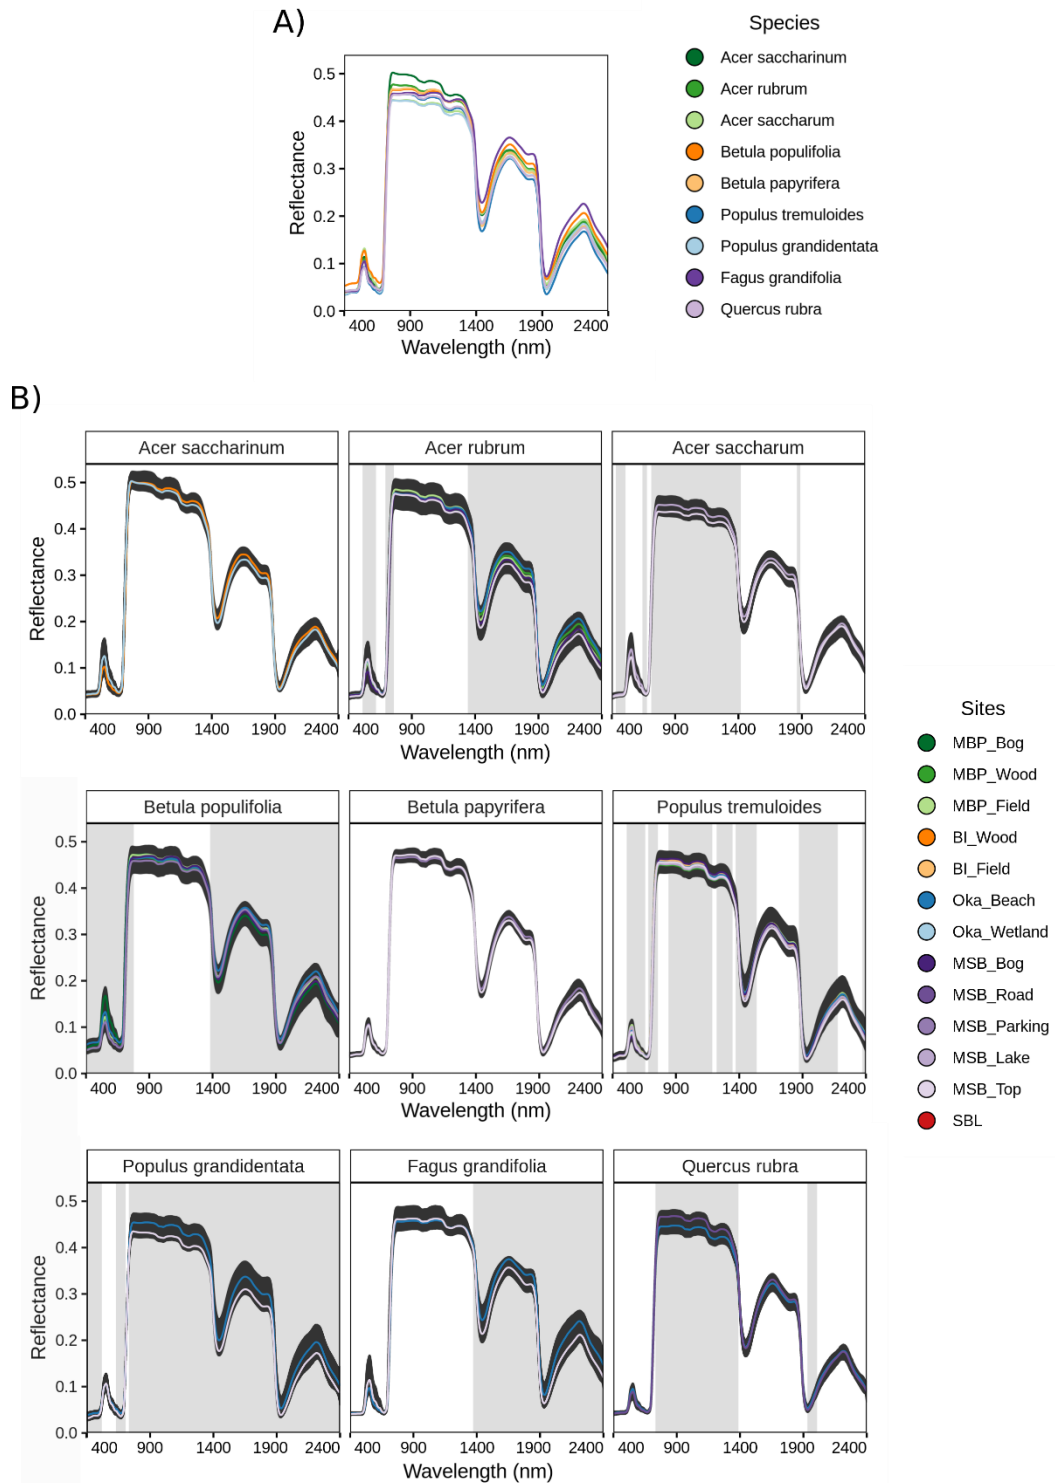 A)
Species
Acer saccharinum
Acer rubrum
Acer saccharum
Betula populifolia
Betula papyrifera
Populus tremuloides
Populus grandidentata
Fagus grandifolia
Quercus rubra
Reflectance
0.5
0.4
0.3
0.2
0.1
0.0
400 900 1400 1900 2400
Wavelength (nm)
B)
Acer saccharinum Acer rubrum Acer saccharum
Reflectance
0.5
0.4
0.3
0.2
0.1
0.0
400 900 1400 1900 2400 400 900 1400 1900 2400 400 900 1400 1900 2400
Wavelength (nm)
Betula populifolia Betula papyrifera Populus tremuloides
Reflectance
0.5
0.4
0.3
0.2
0.1
0.0
400 900 1400 1900 2400 400 900 1400 1900 2400 400 900 1400 1900 2400
Wavelength (nm)
Populus grandidentata Fagus grandifolia Quercus rubra
Reflectance
0.5
0.4
0.3
0.2
0.1
0.0
400 900 1400 1900 2400 400 900 1400 1900 2400 400 900 1400 1900 2400
Wavelength (nm)
Sites
MBP_Bog
MBP_Wood
MBP_Field
BI_Wood
BI_Field
Oka_Beach
Oka_Wetland
MSB_Bog
MSB_Road
MSB_Parking
MSB_Lake
MSB_Top
SBL